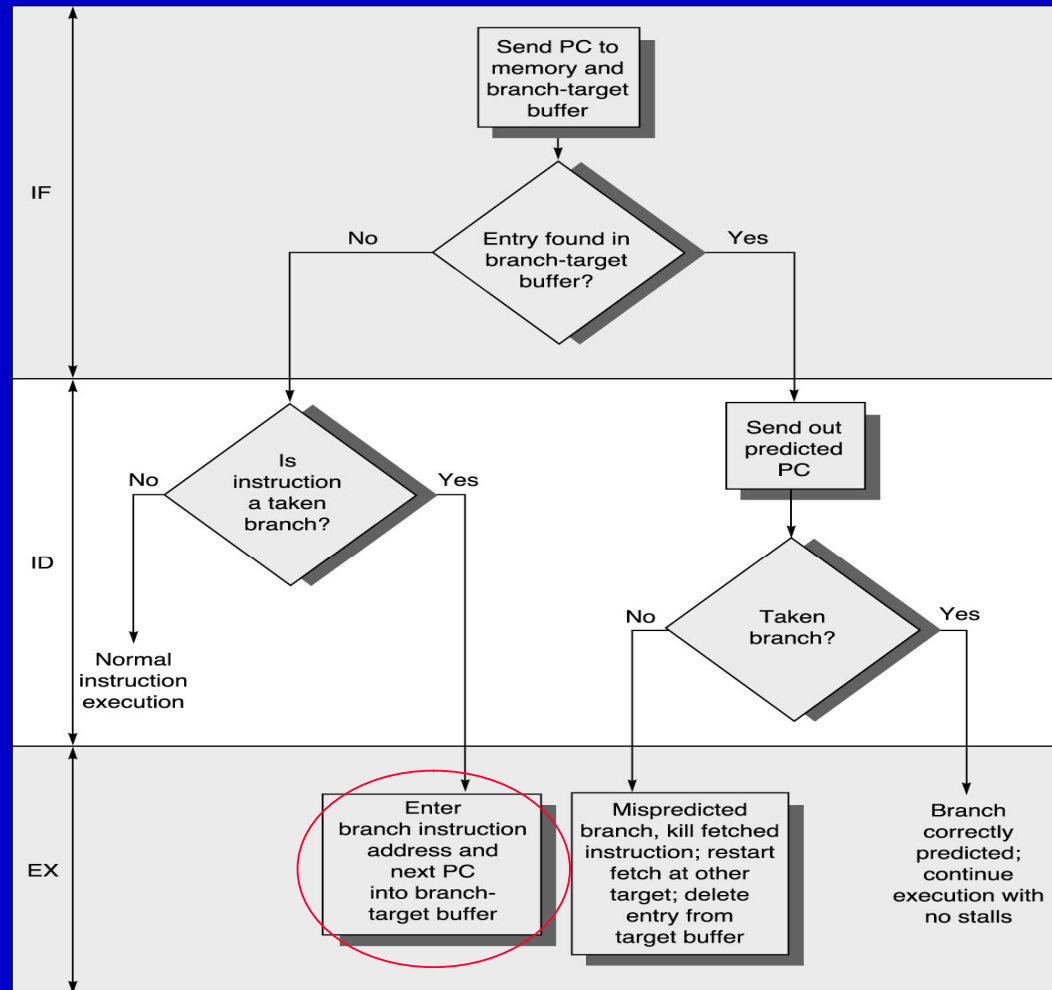 Send PC to
memory and
branch-target
buffer
IF
No
Entry found in
branch-target
buffer?
Yes
Send out
predicted
PC
No
Is
instruction
a taken
branch?
Yes
ID
No
Taken
branch?
Yes
Normal
instruction
execution
EX
Enter
branch instruction
address and
next PC
into branch-
target buffer
Mispredicted
branch, kill fetched
instruction; restart
fetch at other
target; delete
entry from
target buffer
Branch
correctly
predicted;
continue
execution with
no stalls